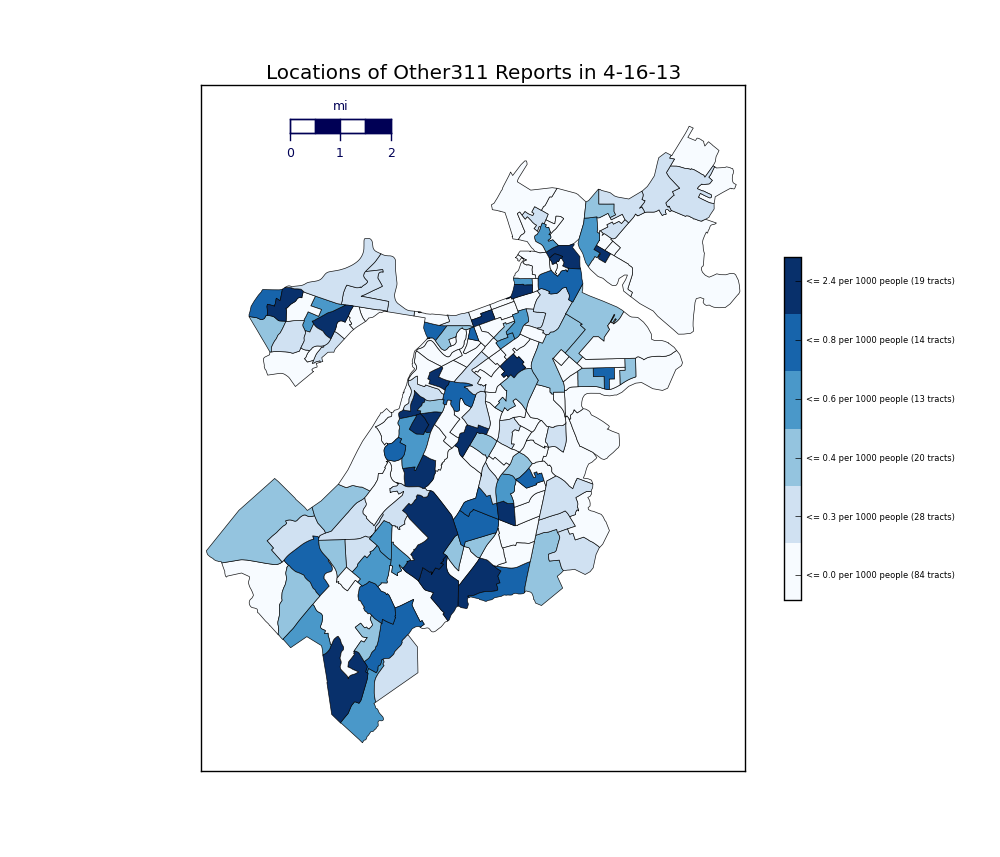 Locations of Other311 Reports in 4-16-13
mi
0 1 2
<= 2.4 per 1000 people (19 tracts)
<= 0.8 per 1000 people (14 tracts)
<= 0.6 per 1000 people (13 tracts)
<= 0.4 per 1000 people (20 tracts)
<= 0.3 per 1000 people (28 tracts)
<= 0.0 per 1000 people (84 tracts)